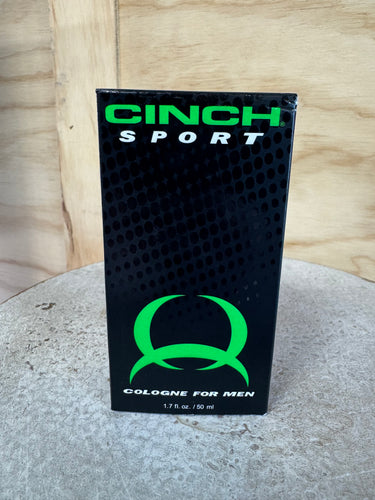 CINCH®
SPORT
COLOGNE FOR MEN
1.7 fl. oz. / 50 ml